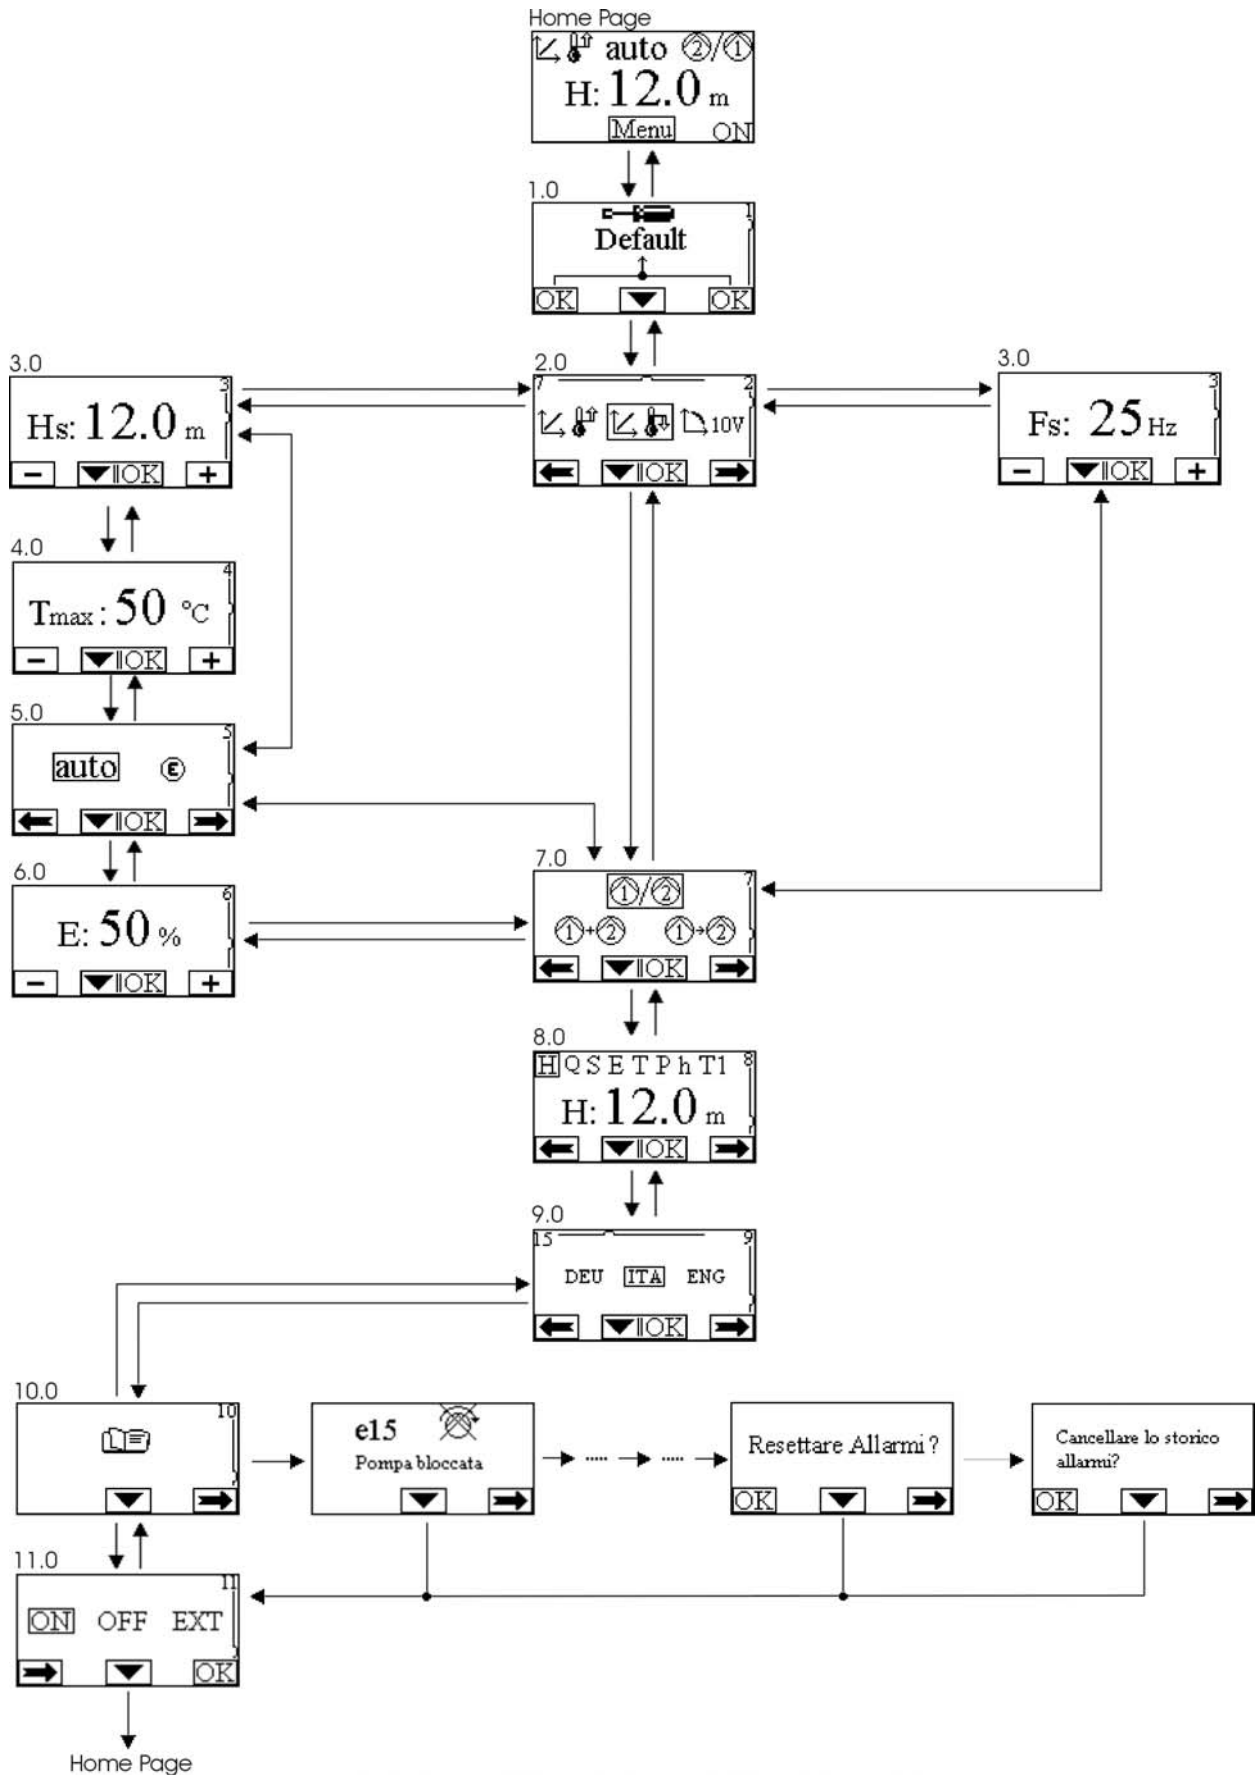 Home Page
auto 2/1
H: 12.0 m
Menu ON
1.0
1
Default
OK OK
3.0
3
Hs: 12.0 m
– OK +
2.0
7 2
10V
OK
3.0
3
Fs: 25 Hz
– OK +
4.0
4
Tmax : 50 °C
– OK +
5.0
5
auto E
OK
6.0
6
E: 50 %
– OK +
7.0
7
1/2
1+2 1→2
OK
8.0
H Q S E T P h T1 8
H: 12.0 m
OK
9.0
15 9
DEU ITA ENG
OK
10.0
10
e15
Pompa bloccata
Resettare Allarmi?
OK
Cancellare lo storico
allarmi?
OK
11.0
11
ON OFF EXT
OK
Home Page